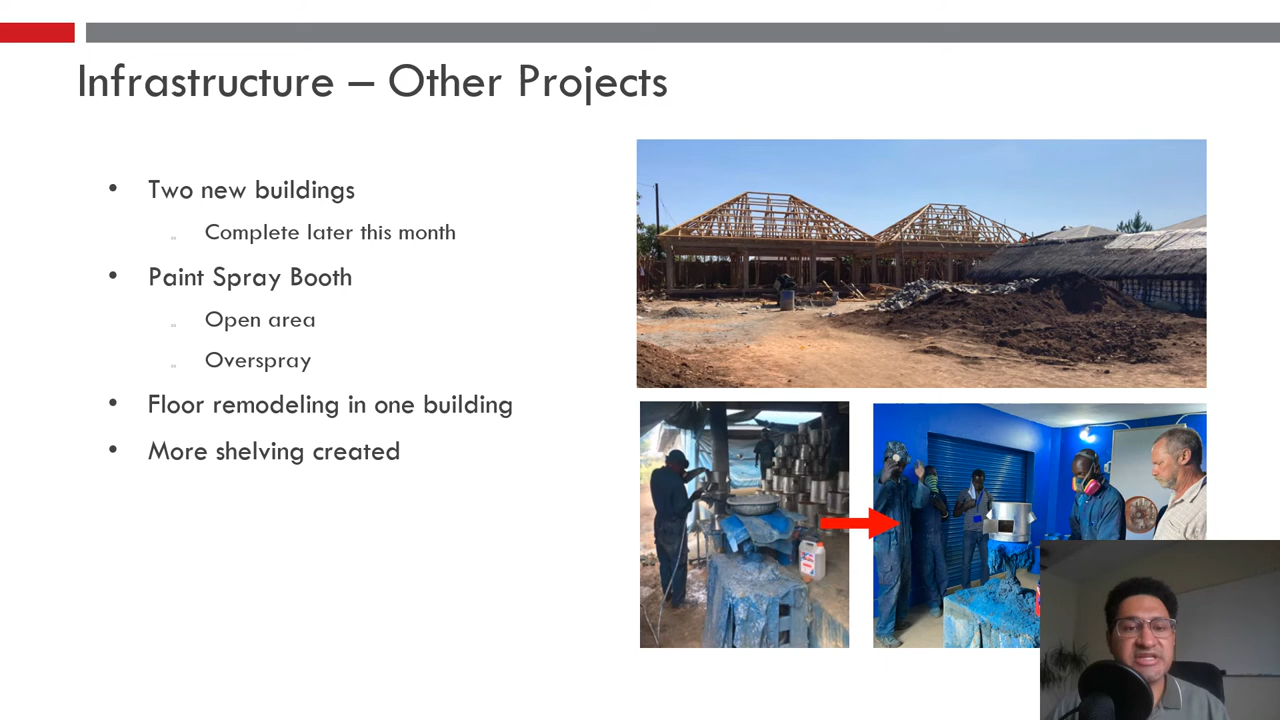 Infrastructure – Other Projects
• Two new buildings
Complete later this month
• Paint Spray Booth
Open area
Overspray
• Floor remodeling in one building
• More shelving created